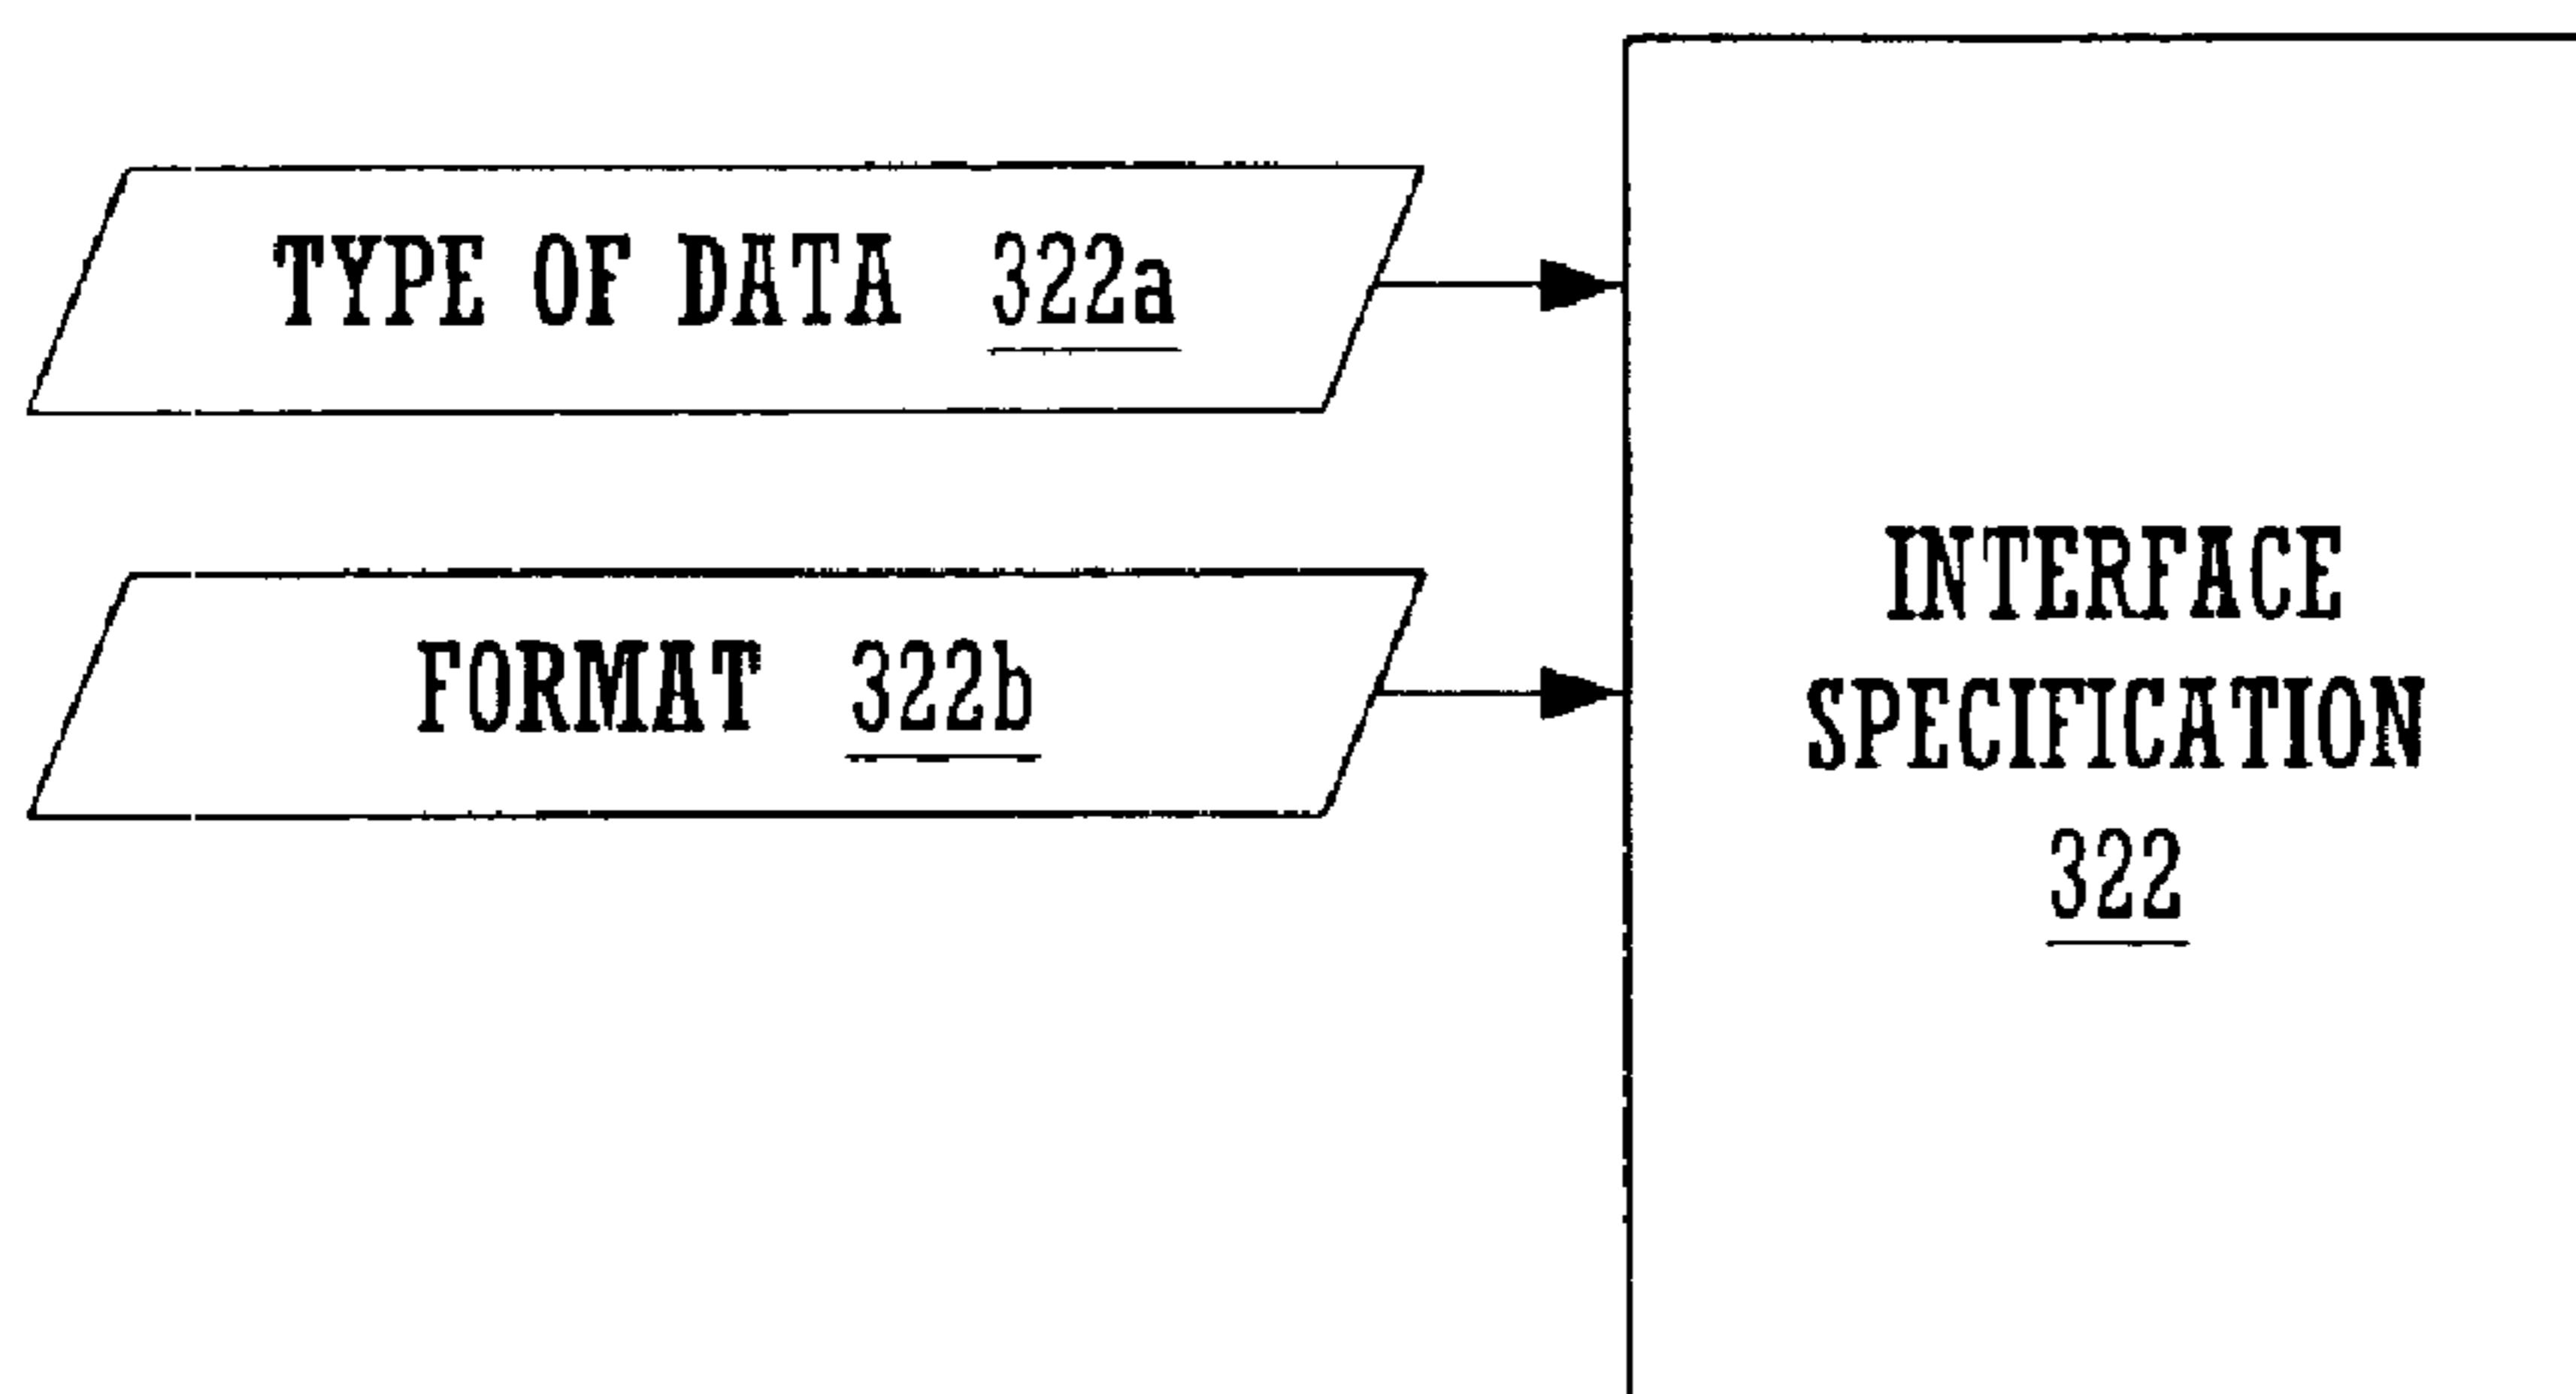 TYPE OF DATA 322a
FORMAT 322b
INTERFACE
SPECIFICATION
322